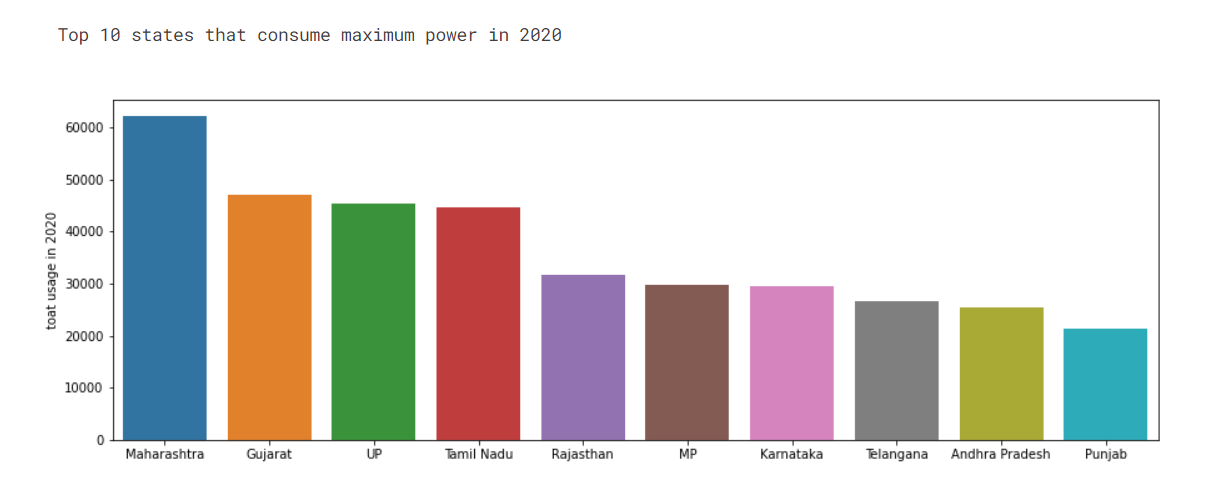 Top 10 states that consume maximum power in 2020
toat usage in 2020
60000
50000
40000
30000
20000
10000
0
Maharashtra Gujarat UP Tamil Nadu Rajasthan MP Karnataka Telangana Andhra Pradesh Punjab